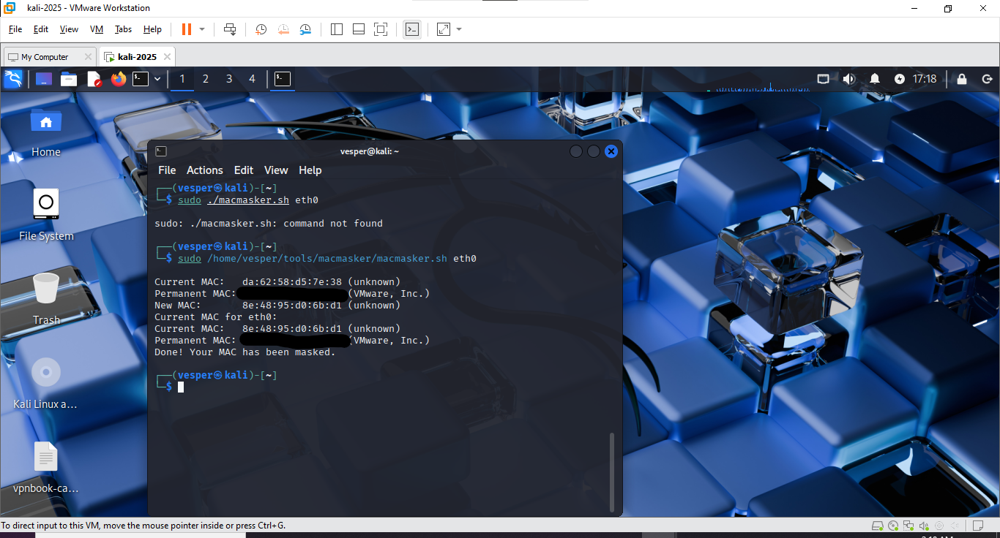 kali-2025 - VMware Workstation
File Edit View VM Tabs Help
My Computer kali-2025
1 2 3 4 17:18
Home
File System
Trash
Kali Linux a...
vpnbook-ca...
vesper@kali: ~
File Actions Edit View Help
┌──(vesper㉿kali)-[~]
└─$ sudo ./macmasker.sh eth0
sudo: ./macmasker.sh: command not found
┌──(vesper㉿kali)-[~]
└─$ sudo /home/vesper/tools/macmasker/macmasker.sh eth0
Current MAC: da:62:58:d5:7e:38 (unknown)
Permanent MAC: (VMware, Inc.)
New MAC: 8e:48:95:d0:6b:d1 (unknown)
Current MAC for eth0:
Current MAC: 8e:48:95:d0:6b:d1 (unknown)
Permanent MAC: (VMware, Inc.)
Done! Your MAC has been masked.
┌──(vesper㉿kali)-[~]
└─$
To direct input to this VM, move the mouse pointer inside or press Ctrl+G.